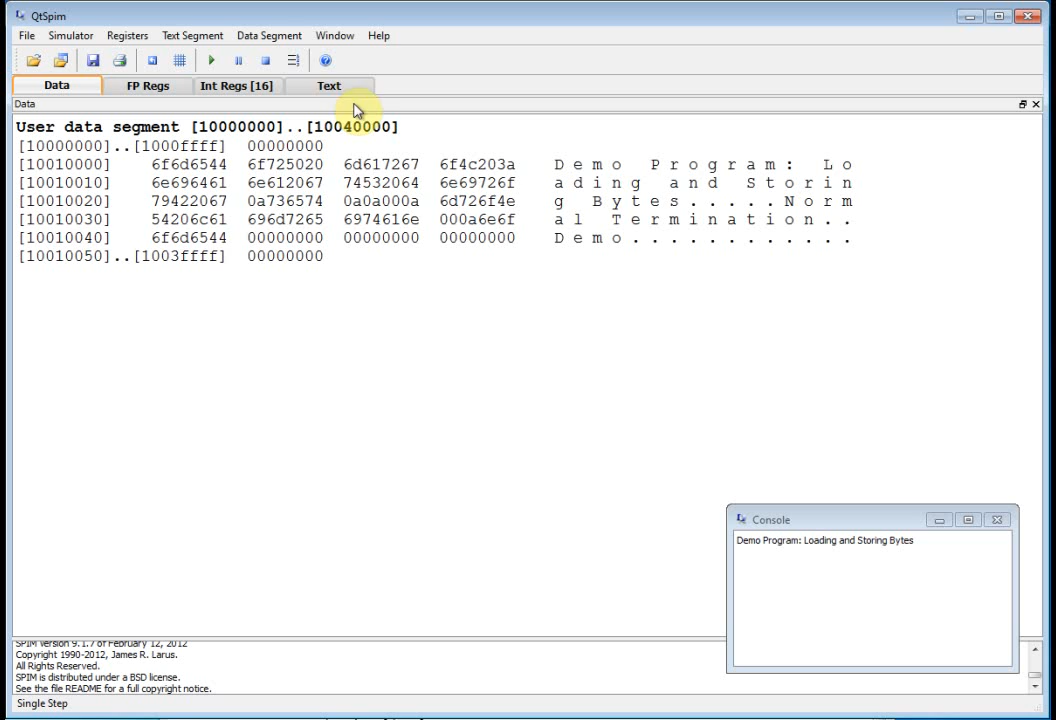 QtSpim
File Simulator Registers Text Segment Data Segment Window Help
Data FP Regs Int Regs [16] Text
Data
User data segment [10000000]..[10040000]
[10000000]..[1000ffff] 00000000
[10010000] 6f6d6544 6f725020 6d617267 6f4c203a D e m o P r o g r a m : L o
[10010010] 6e696461 6e612067 74532064 6e69726f a d i n g a n d S t o r i n
[10010020] 79422067 0a736574 0a0a000a 6d726f4e g B y t e s . . . . . N o r m
[10010030] 54206c61 696d7265 6974616e 000a6e6f a l T e r m i n a t i o n . .
[10010040] 6f6d6544 00000000 00000000 00000000 D e m o . . . . . . . . . . . .
[10010050]..[1003ffff] 00000000
Console
Demo Program: Loading and Storing Bytes
SPIM Version 9.1.7 of February 12, 2012
Copyright 1990-2012, James R. Larus.
All Rights Reserved.
SPIM is distributed under a BSD license.
See the file README for a full copyright notice.
Single Step